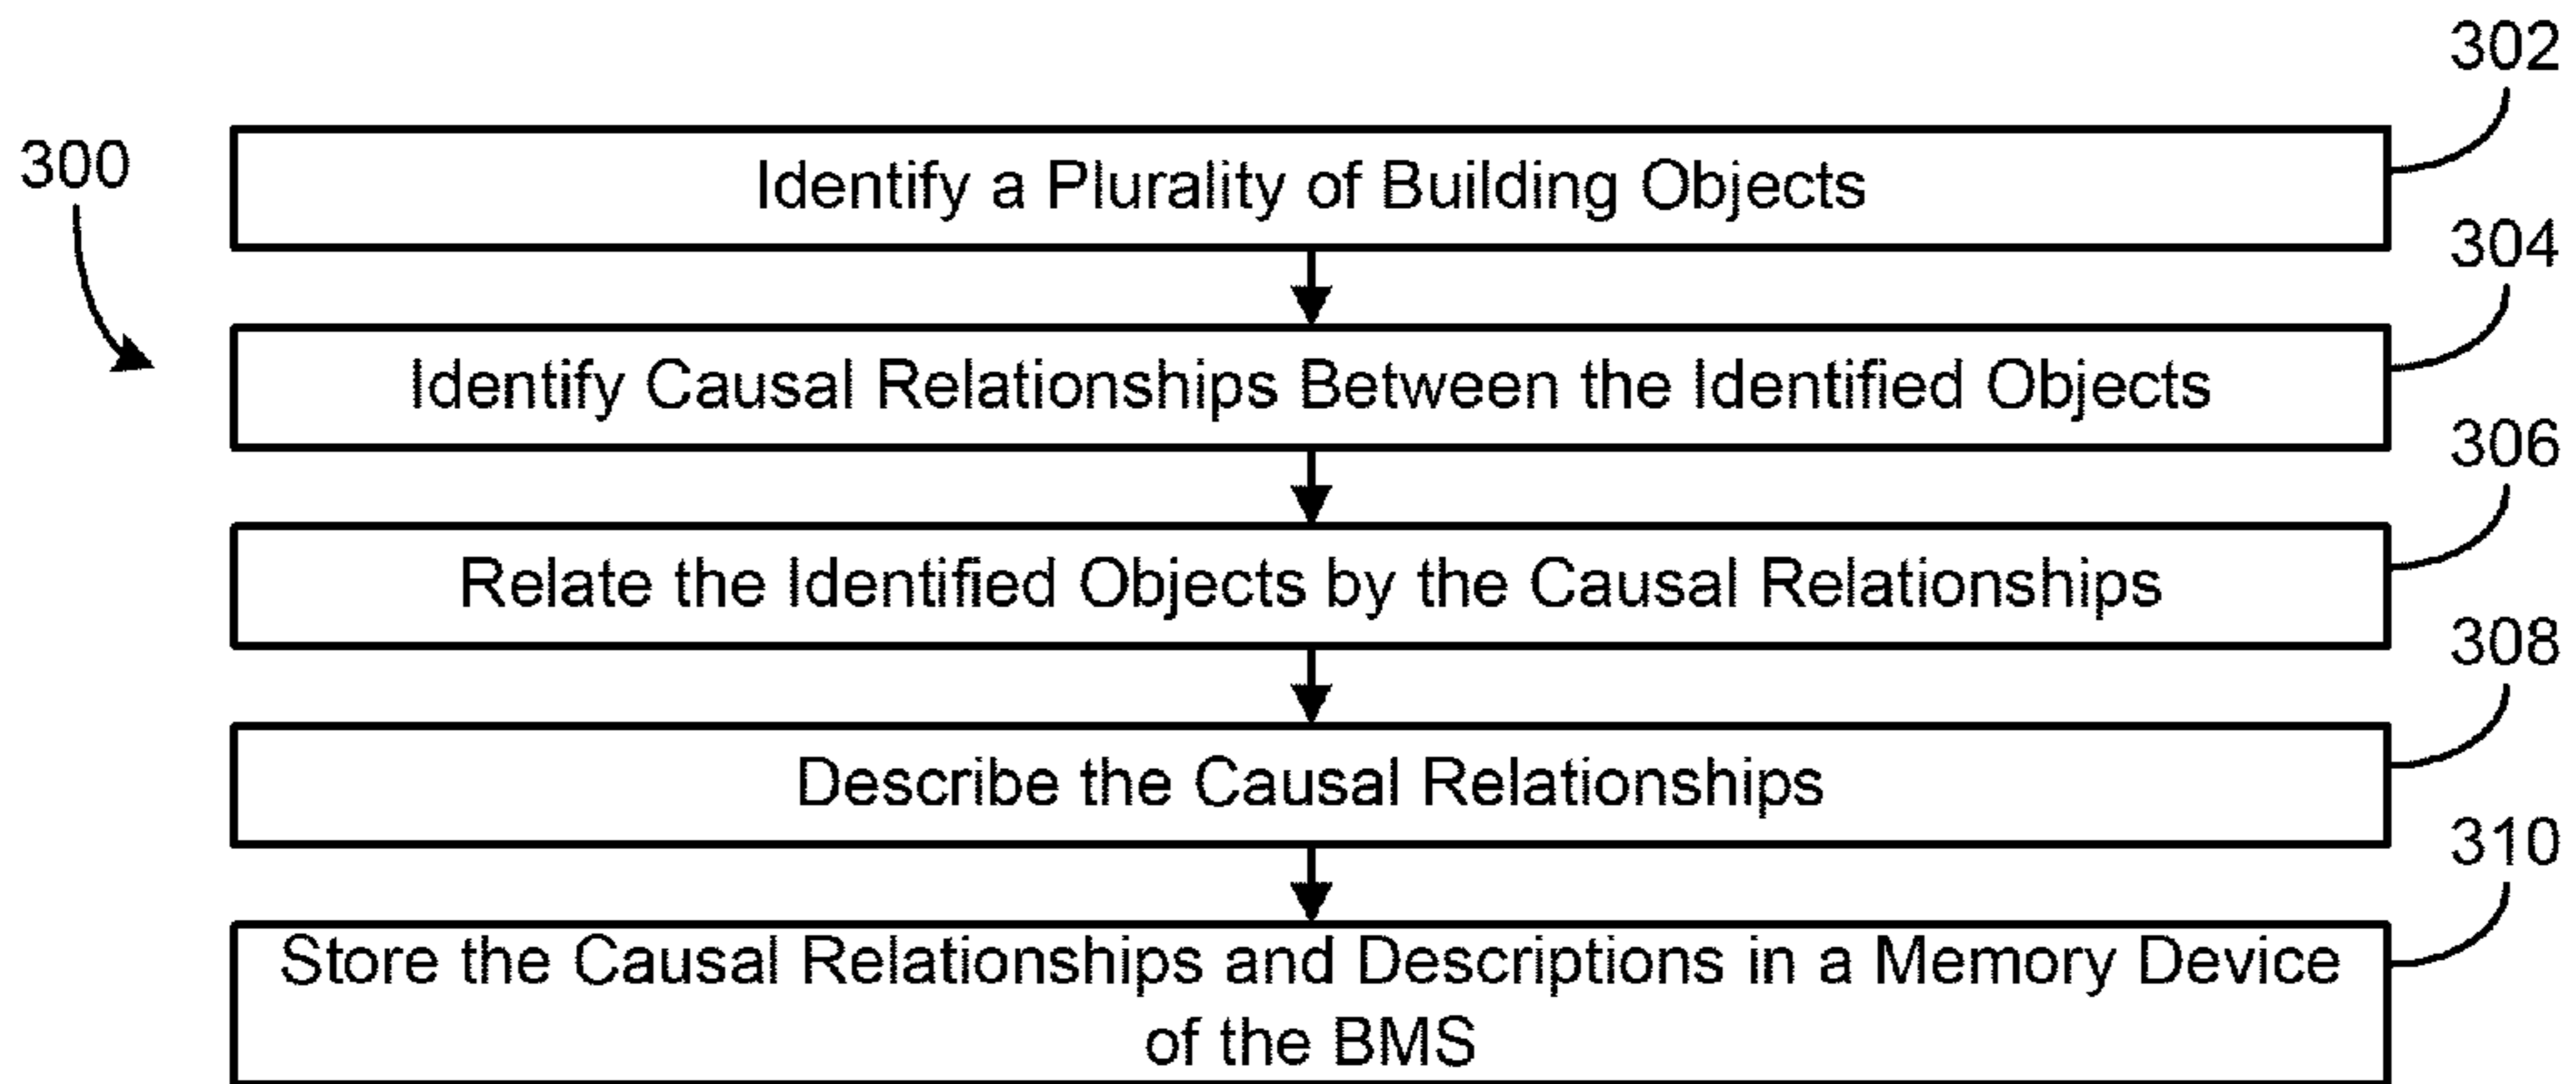 302
300
Identify a Plurality of Building Objects
304
Identify Causal Relationships Between the Identified Objects
306
Relate the Identified Objects by the Causal Relationships
308
Describe the Causal Relationships
310
Store the Causal Relationships and Descriptions in a Memory Device
of the BMS